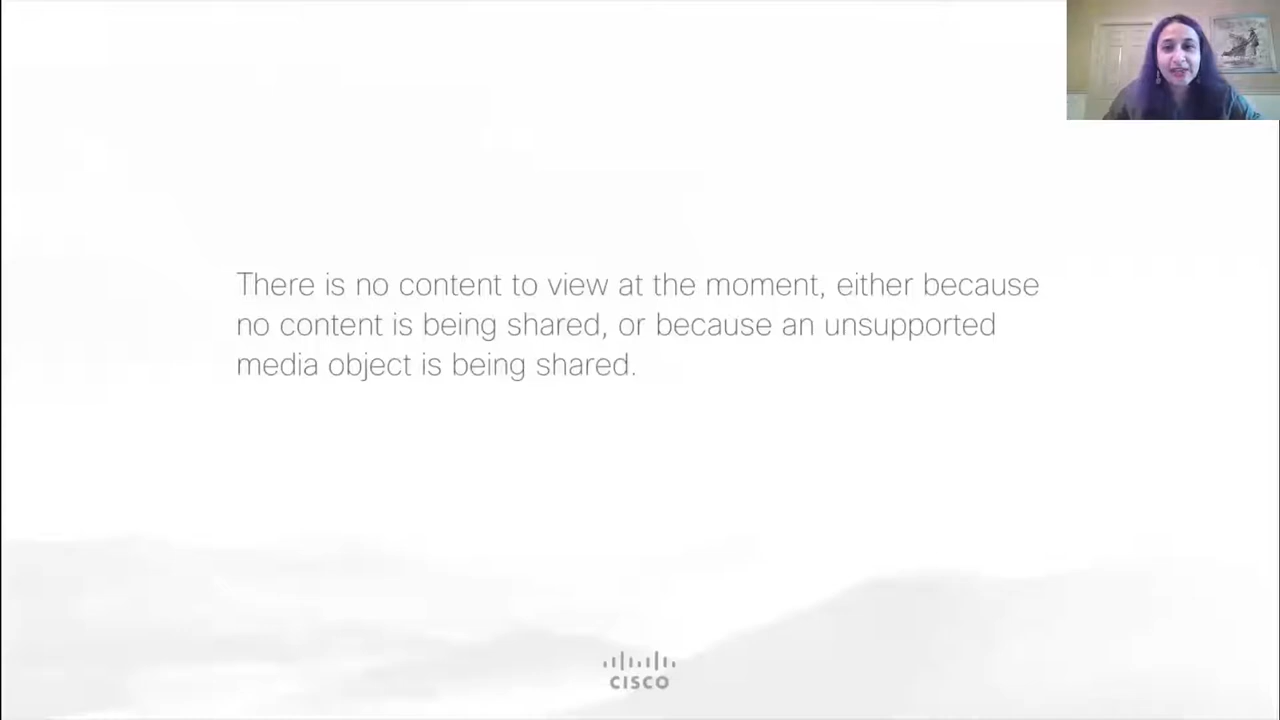 There is no content to view at the moment, either because
no content is being shared, or because an unsupported
media object is being shared.
CISCO